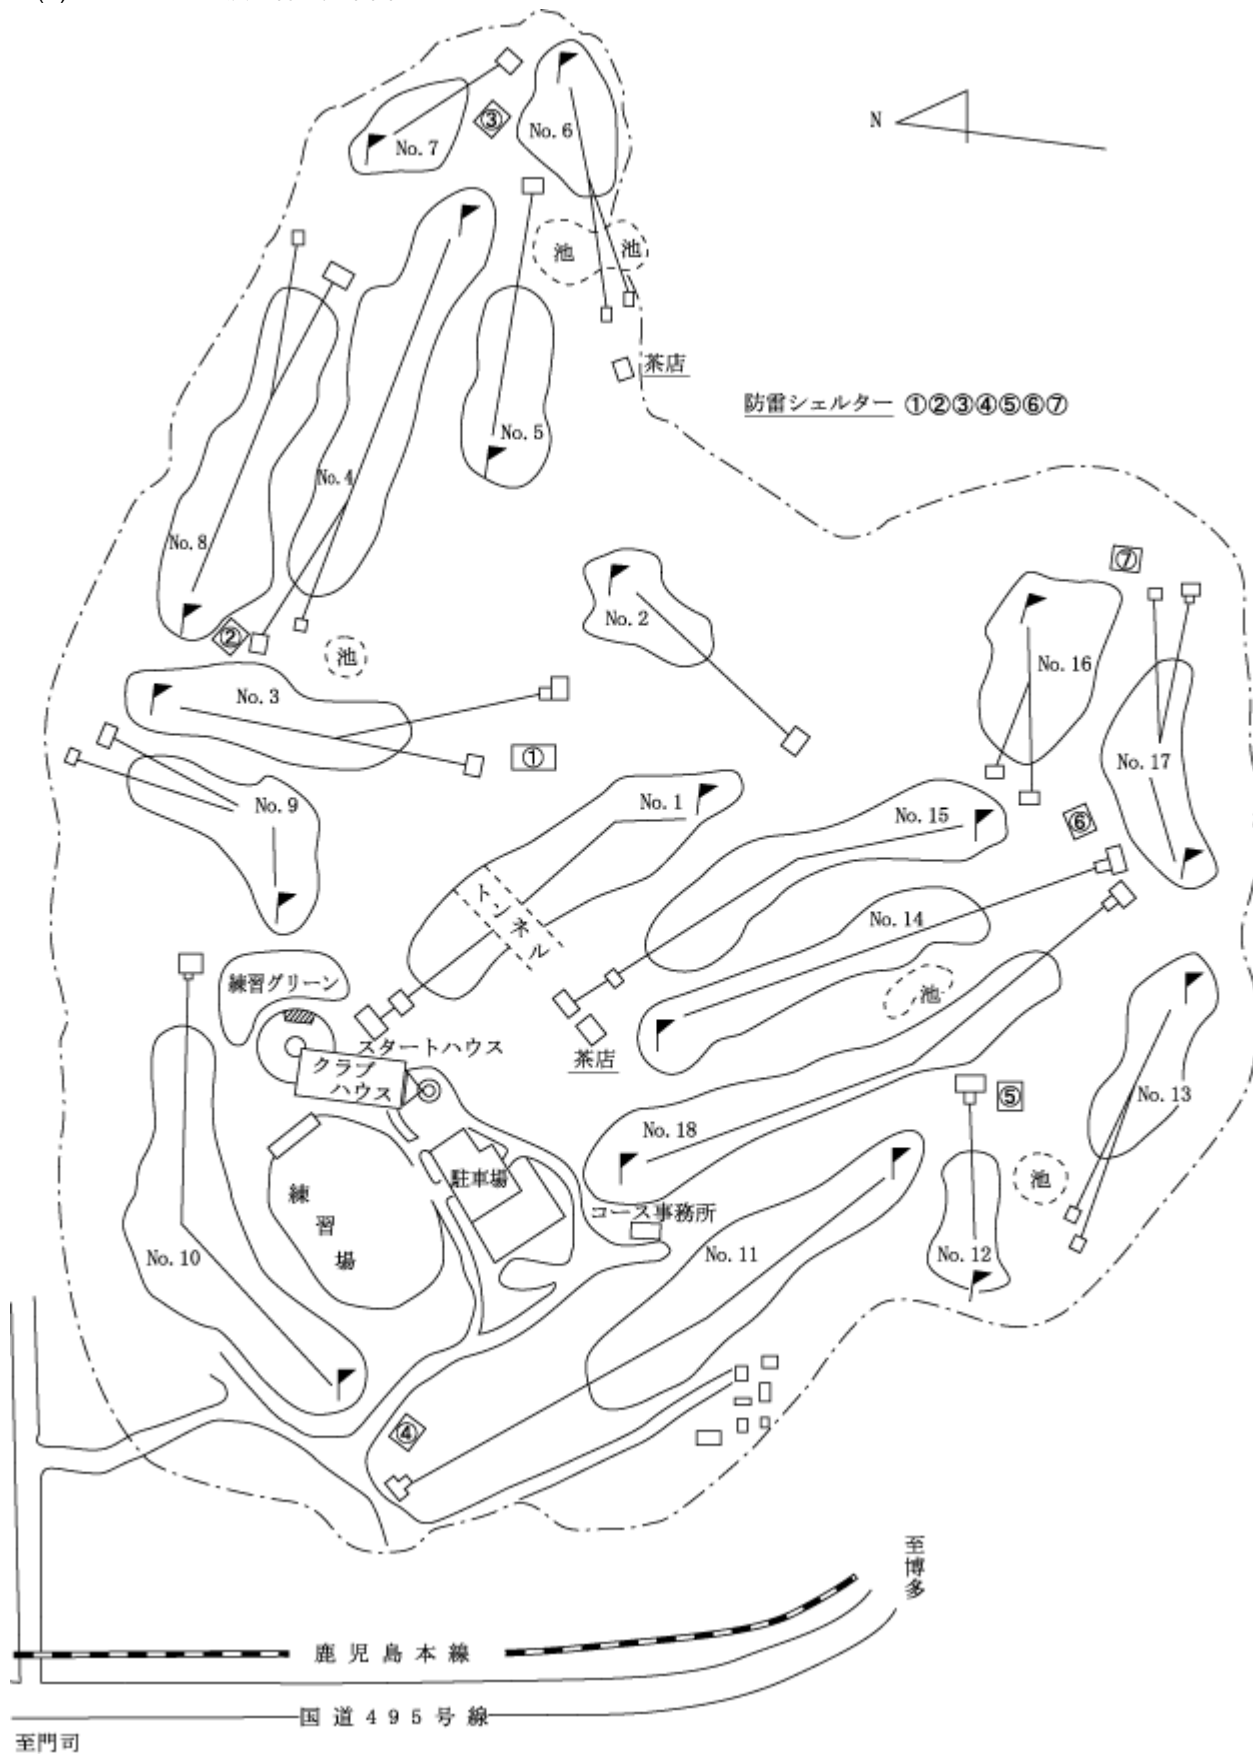 ③
No. 6
No. 7
N
池
池
茶店
防雷シェルター ①②③④⑤⑥⑦
No. 5
No. 4
No. 8
②
池
No. 2
⑦
No. 16
No. 3
①
No. 17
No. 1
No. 9
No. 15
⑥
トンネル
No. 14
練習グリーン
池
スタートハウス
茶店
クラブ
ハウス
⑤
No. 13
No. 18
駐車場
池
練習場
コース事務所
No. 10
No. 11
No. 12
④
至博多
鹿児島本線
国道495号線
至門司